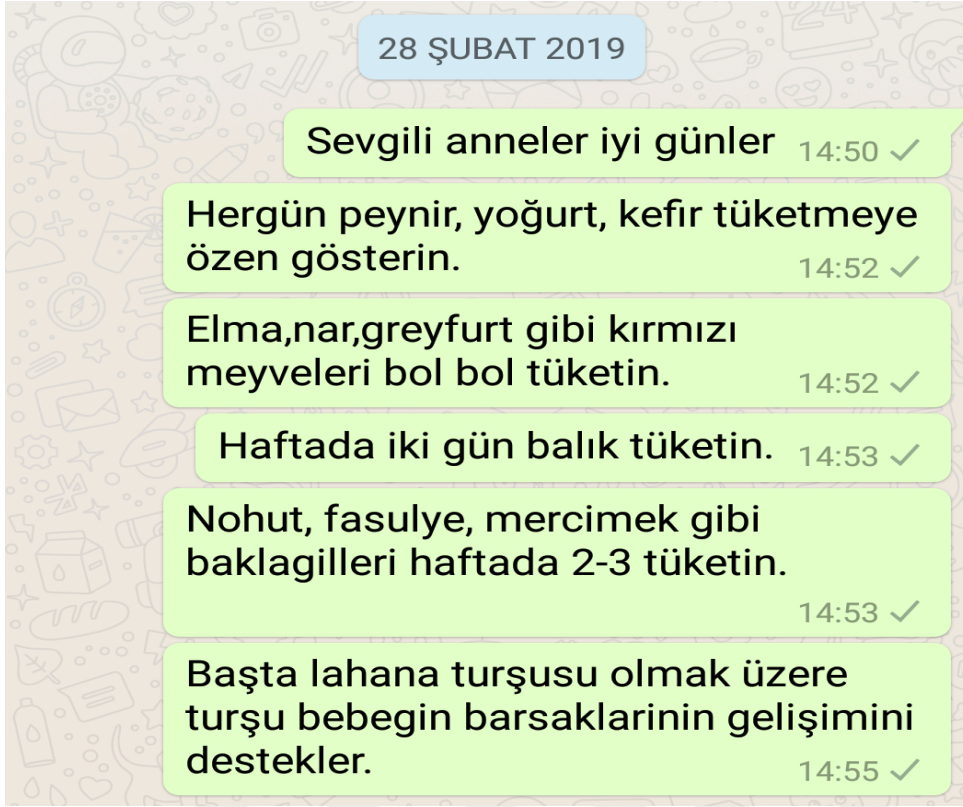 28 ŞUBAT 2019
Sevgili anneler iyi günler 14:50
Hergün peynir, yoğurt, kefir tüketmeye
özen gösterin. 14:52
Elma,nar,greyfurt gibi kırmızı
meyveleri bol bol tüketin. 14:52
Haftada iki gün balık tüketin. 14:53
Nohut, fasulye, mercimek gibi
baklagilleri haftada 2-3 tüketin.
14:53
Başta lahana turşusu olmak üzere
turşu bebegin barsaklarinin gelişimini
destekler. 14:55